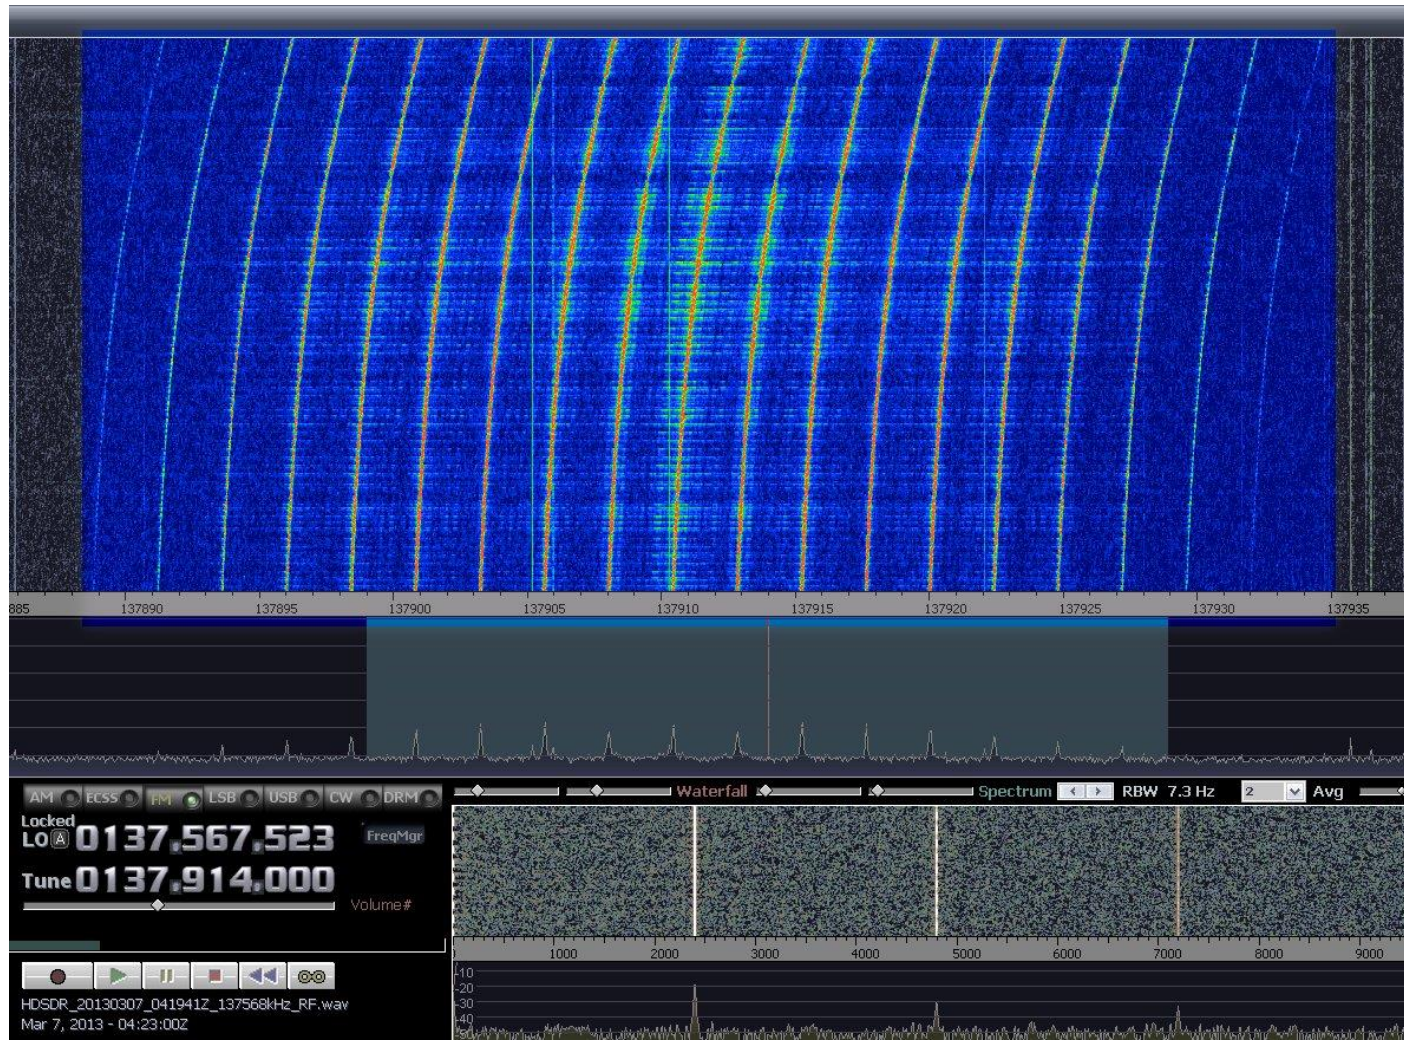 885 137890 137895 137900 137905 137910 137915 137920 137925 137930 137935
AM ECSS FM LSB USB CW DRM
Waterfall Spectrum RBW 7.3 Hz 2 Avg
Locked
LO A 0137.567.523 FreqMgr
Tune 0137.914.000
Volume#
1000 2000 3000 4000 5000 6000 7000 8000 9000
-10
-20
-30
-40
-50
HDSDR_20130307_041941Z_137568kHz_RF.wav
Mar 7, 2013 - 04:23:00Z